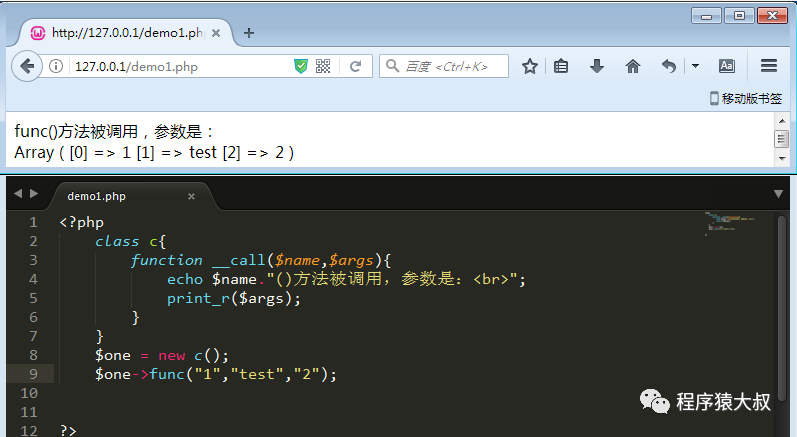 http://127.0.0.1/demo1.php
127.0.0.1/demo1.php
百度 <Ctrl+K>
Aa
移动版书签
func()方法被调用，参数是：
Array ( [0] => 1 [1] => test [2] => 2 )
demo1.php
1 <?php
2 class c{
3 function __call($name,$args){
4 echo $name."()方法被调用，参数是：<br>";
5 print_r($args);
6 }
7 }
8 $one = new c();
9 $one->func("1","test","2");
10
11
12 ?>
程序猿大叔